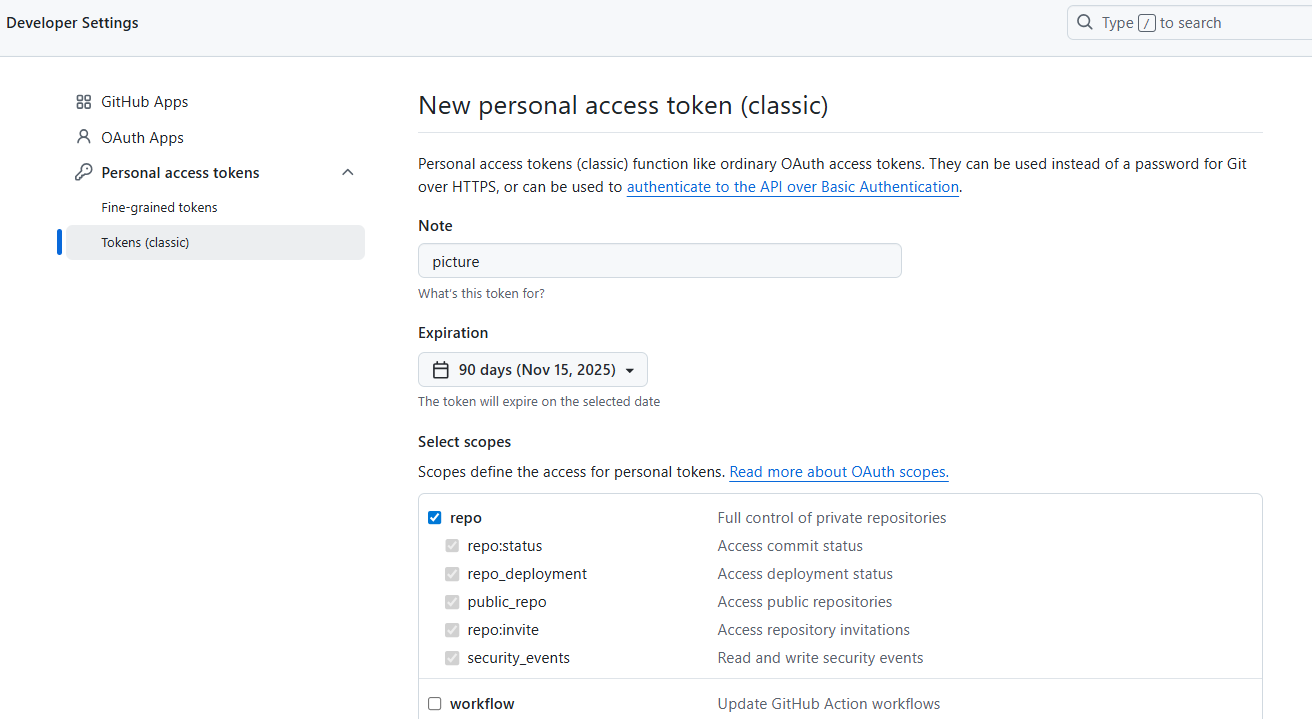 Developer Settings
Type / to search
GitHub Apps
OAuth Apps
Personal access tokens
Fine-grained tokens
Tokens (classic)
New personal access token (classic)
Personal access tokens (classic) function like ordinary OAuth access tokens. They can be used instead of a password for Git
over HTTPS, or can be used to authenticate to the API over Basic Authentication.
Note
picture
What's this token for?
Expiration
90 days (Nov 15, 2025)
The token will expire on the selected date
Select scopes
Scopes define the access for personal tokens. Read more about OAuth scopes.
repo Full control of private repositories
repo:status Access commit status
repo_deployment Access deployment status
public_repo Access public repositories
repo:invite Access repository invitations
security_events Read and write security events
workflow Update GitHub Action workflows